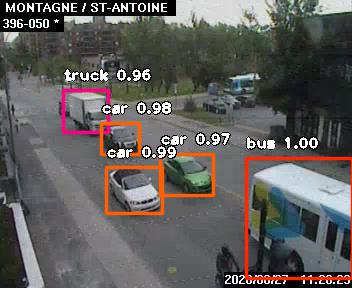 MONTAGNE / ST-ANTOINE
396-050 *
truck 0.96
car 0.98
car 0.97
car 0.99
bus 1.00